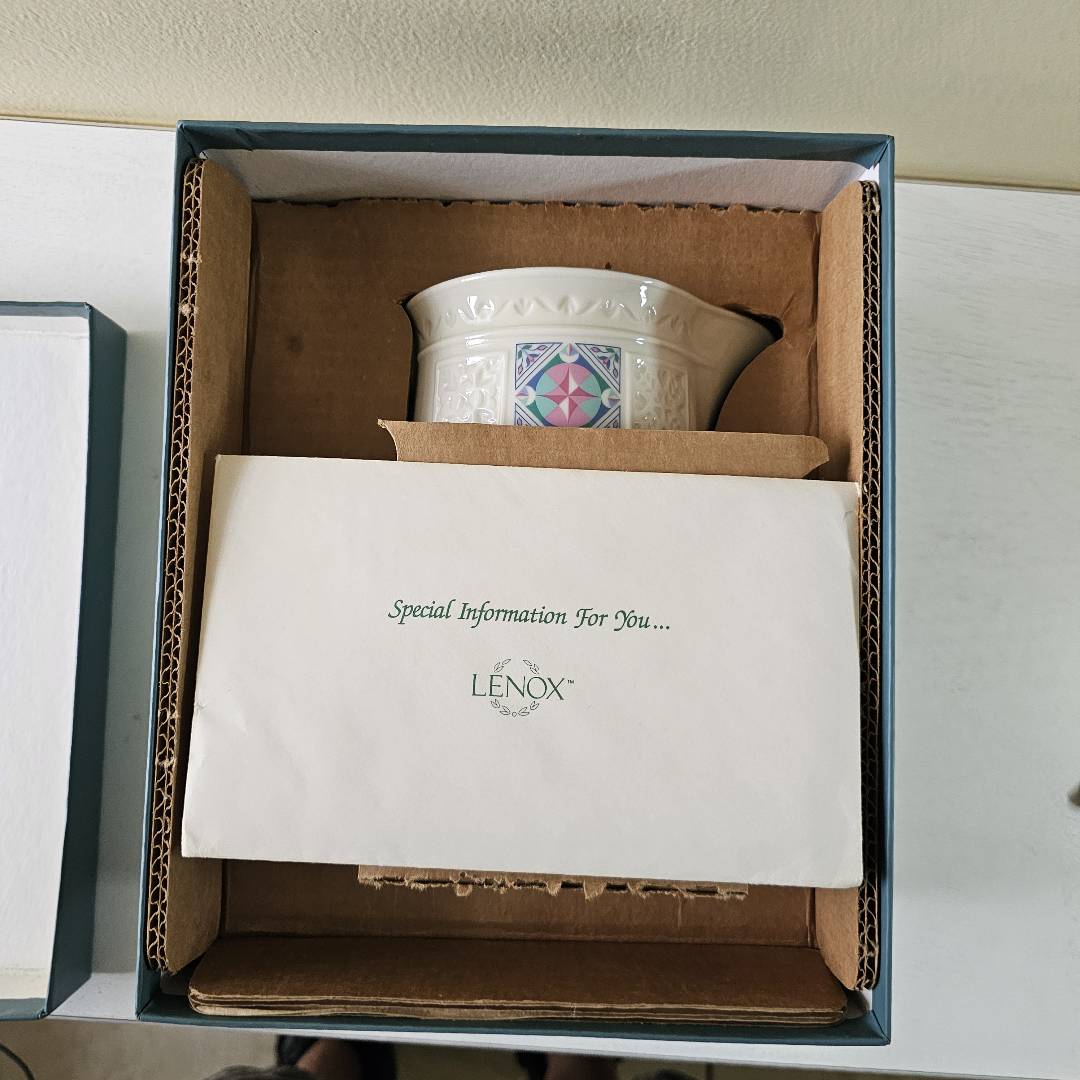 Special Information For You...
LENOX™